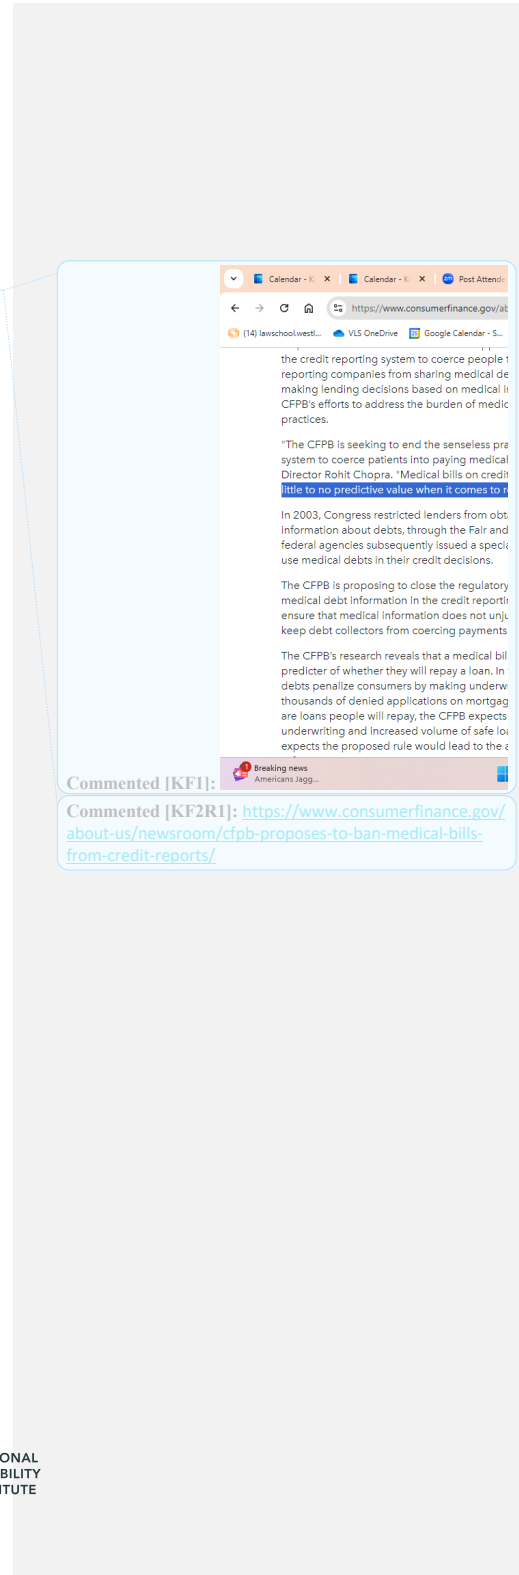 Calendar - K
Calendar - K
zm Post Attende
https://www.consumerfinance.gov/ab
(14) lawschool.westl...
VLS OneDrive
Google Calendar - S...
the credit reporting system to coerce people t
reporting companies from sharing medical de
making lending decisions based on medical i
CFPB's efforts to address the burden of medic
practices.
"The CFPB is seeking to end the senseless pra
system to coerce patients into paying medical
Director Rohit Chopra. "Medical bills on credit
little to no predictive value when it comes to r
In 2003, Congress restricted lenders from obt
information about debts, through the Fair and
federal agencies subsequently issued a specia
use medical debts in their credit decisions.
The CFPB is proposing to close the regulatory
medical debt information in the credit reportin
ensure that medical information does not unju
keep debt collectors from coercing payments
The CFPB's research reveals that a medical bil
predicter of whether they will repay a loan. In
debts penalize consumers by making underw
thousands of denied applications on mortgag
are loans people will repay, the CFPB expects
underwriting and increased volume of safe loa
expects the proposed rule would lead to the a
1
Breaking news
Americans Jagg...
Commented [KF1]:
Commented [KF2R1]: https://www.consumerfinance.gov/
about-us/newsroom/cfpb-proposes-to-ban-medical-bills-
from-credit-reports/
ONAL
BILITY
ITUTE